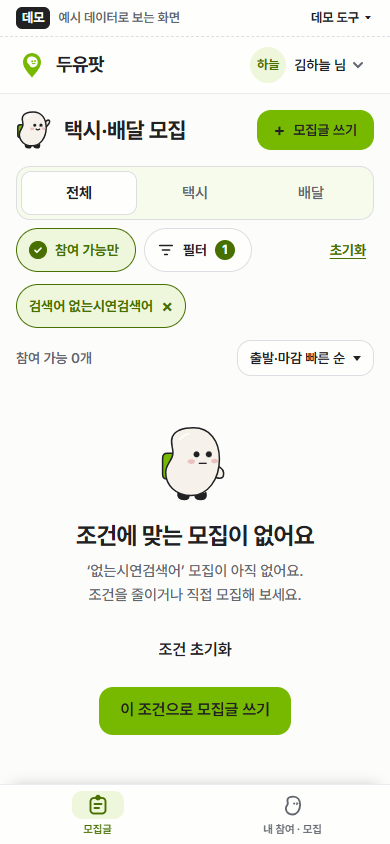 데모 예시 데이터로 보는 화면 데모 도구
두유팟 하늘 김하늘 님
택시·배달 모집 + 모집글 쓰기
전체 택시 배달
참여 가능만 필터 1 초기화
검색어 없는시연검색어 ×
참여 가능 0개 출발·마감 빠른 순
조건에 맞는 모집이 없어요
‘없는시연검색어’ 모집이 아직 없어요.
조건을 줄이거나 직접 모집해 보세요.
조건 초기화
이 조건으로 모집글 쓰기
모집글 내 참여 · 모집